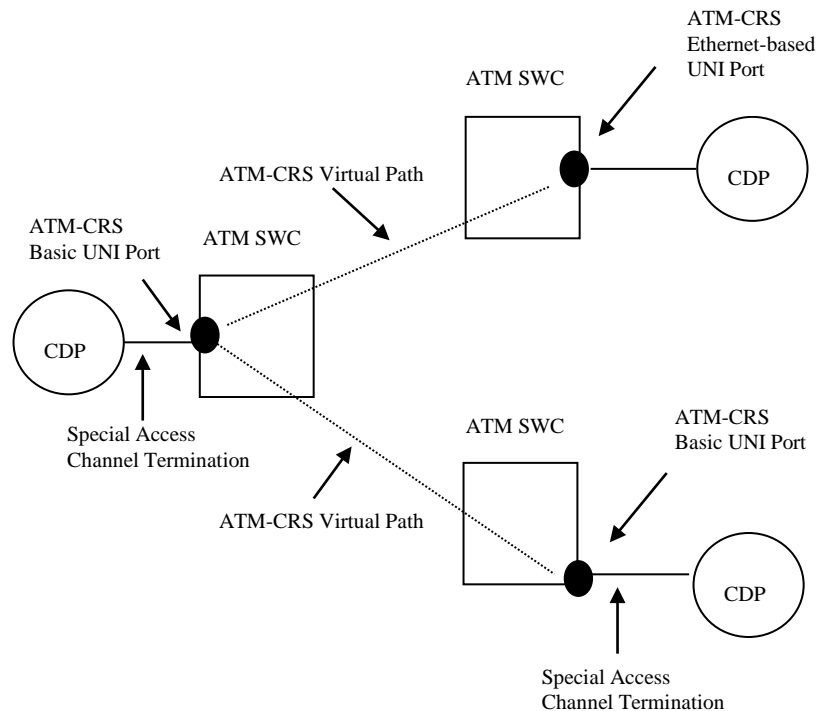 ATM-CRS
Ethernet-based
UNI Port
ATM SWC
CDP
ATM-CRS Virtual Path
ATM-CRS
Basic UNI Port
ATM SWC
CDP
Special Access
Channel Termination
ATM-CRS Virtual Path
ATM SWC
ATM-CRS
Basic UNI Port
CDP
Special Access
Channel Termination